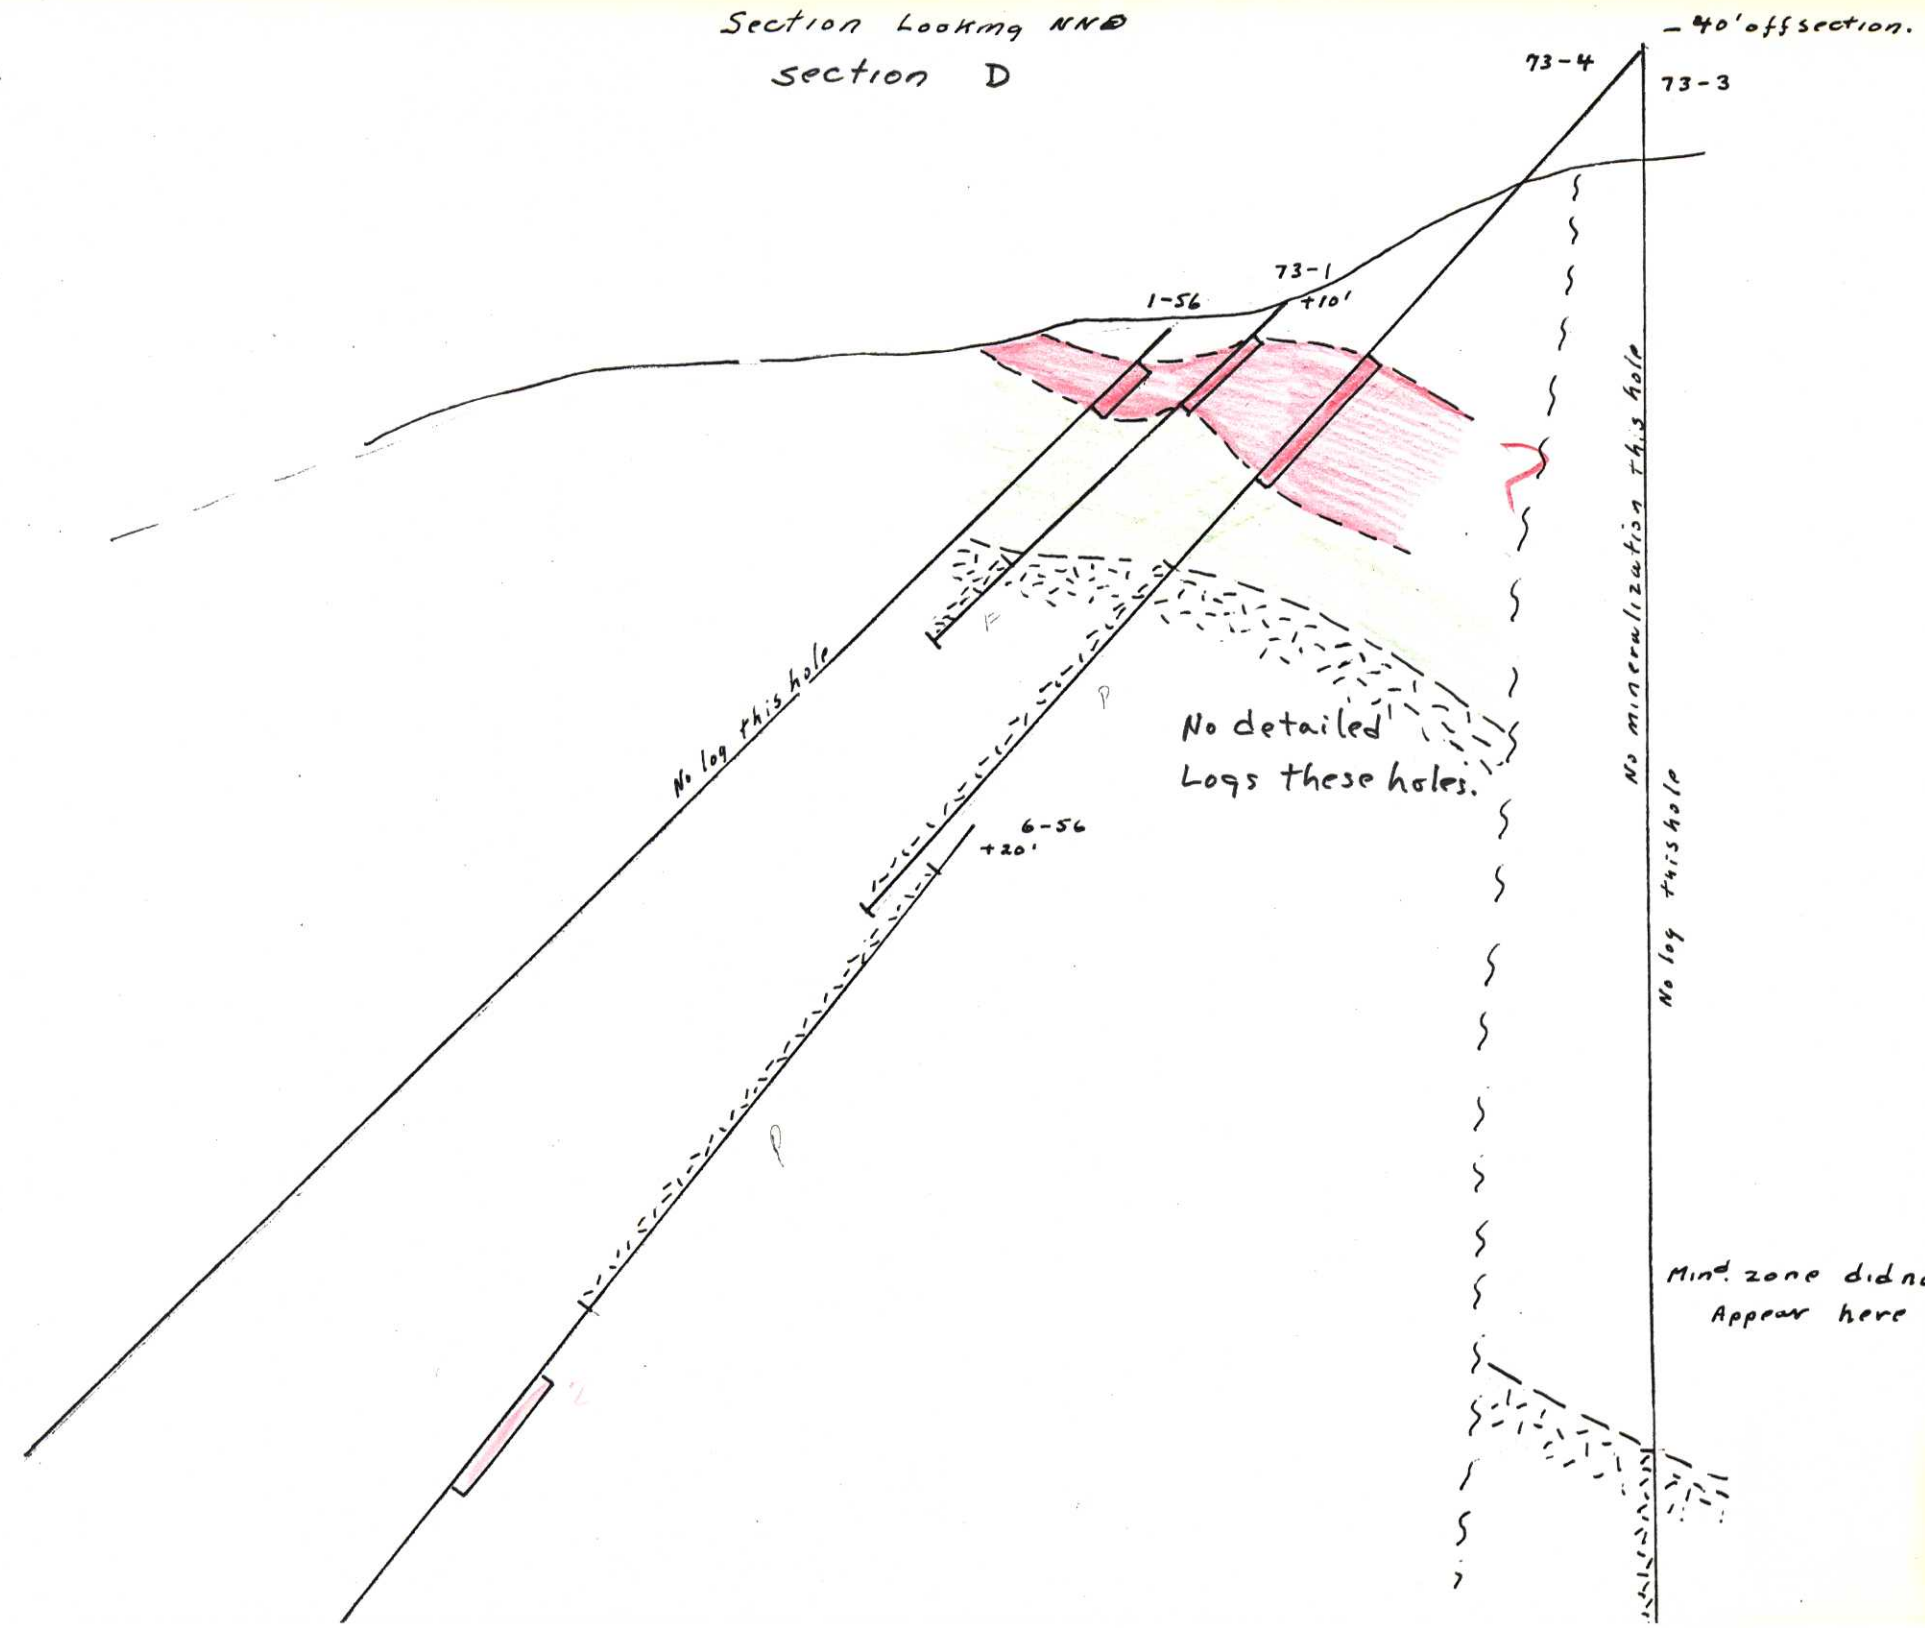 Section Looking NNE
section D
- 40' off section.
73-4
73-3
73-1
+10'
1-56
No mineralization this hole
No log this hole
F
P
No log this hole
No detailed
Logs these holes.
6-56
+20'
P
Mind. zone did no
Appear here
?
?